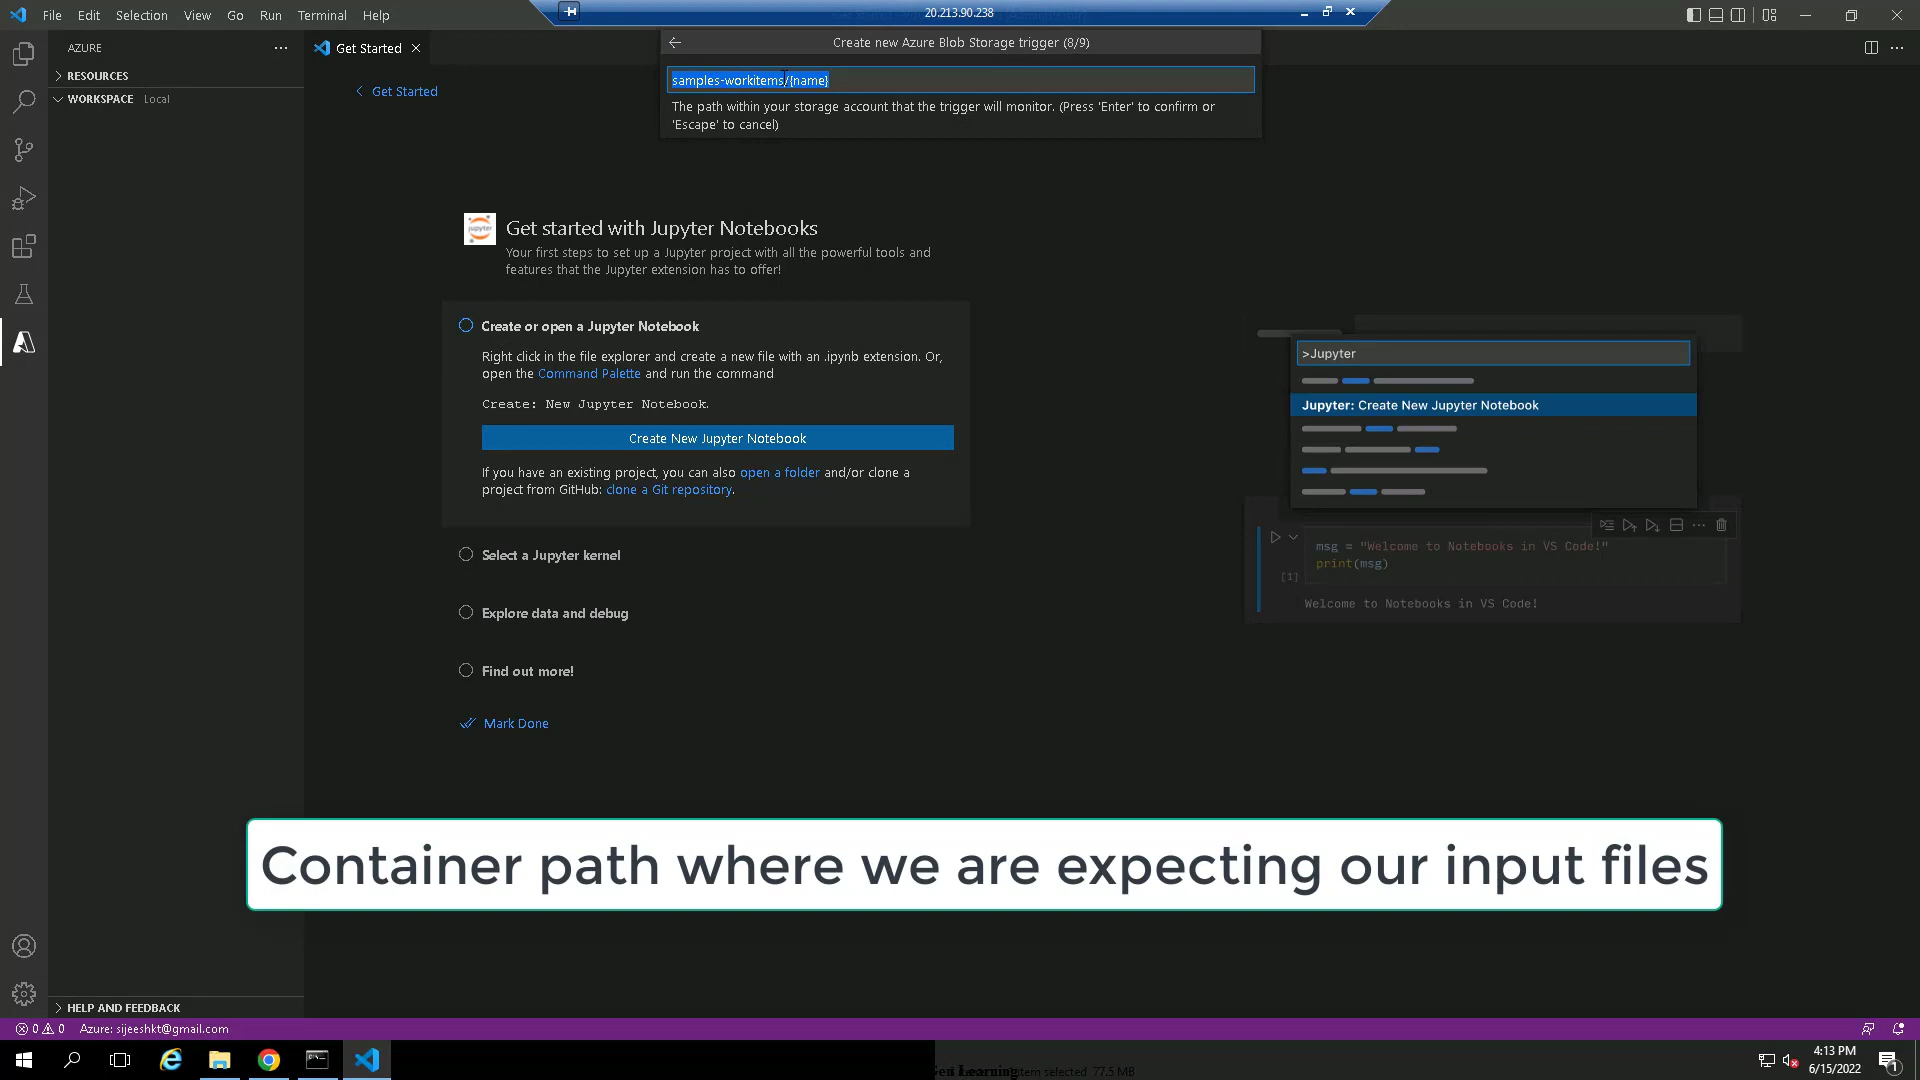 File Edit Selection View Go Run Terminal Help
20.213.90.238
AZURE
Get Started
Create new Azure Blob Storage trigger (8/9)
RESOURCES
WORKSPACE Local
Get Started
samples-workitems/{name}
The path within your storage account that the trigger will monitor. (Press 'Enter' to confirm or
'Escape' to cancel)
jupyter
Get started with Jupyter Notebooks
Your first steps to set up a Jupyter project with all the powerful tools and
features that the Jupyter extension has to offer!
Create or open a Jupyter Notebook
Right click in the file explorer and create a new file with an .ipynb extension. Or,
open the Command Palette and run the command
Create: New Jupyter Notebook.
Create New Jupyter Notebook
If you have an existing project, you can also open a folder and/or clone a
project from GitHub: clone a Git repository.
Select a Jupyter kernel
Explore data and debug
Find out more!
Mark Done
>Jupyter
Jupyter: Create New Jupyter Notebook
msg = "Welcome to Notebooks in VS Code!"
print(msg)
[1]
Welcome to Notebooks in VS Code!
Container path where we are expecting our input files
HELP AND FEEDBACK
0 0 Azure: sijeeshkt@gmail.com
Gen Learning
item selected 77.5 MB
4:13 PM
6/15/2022
1